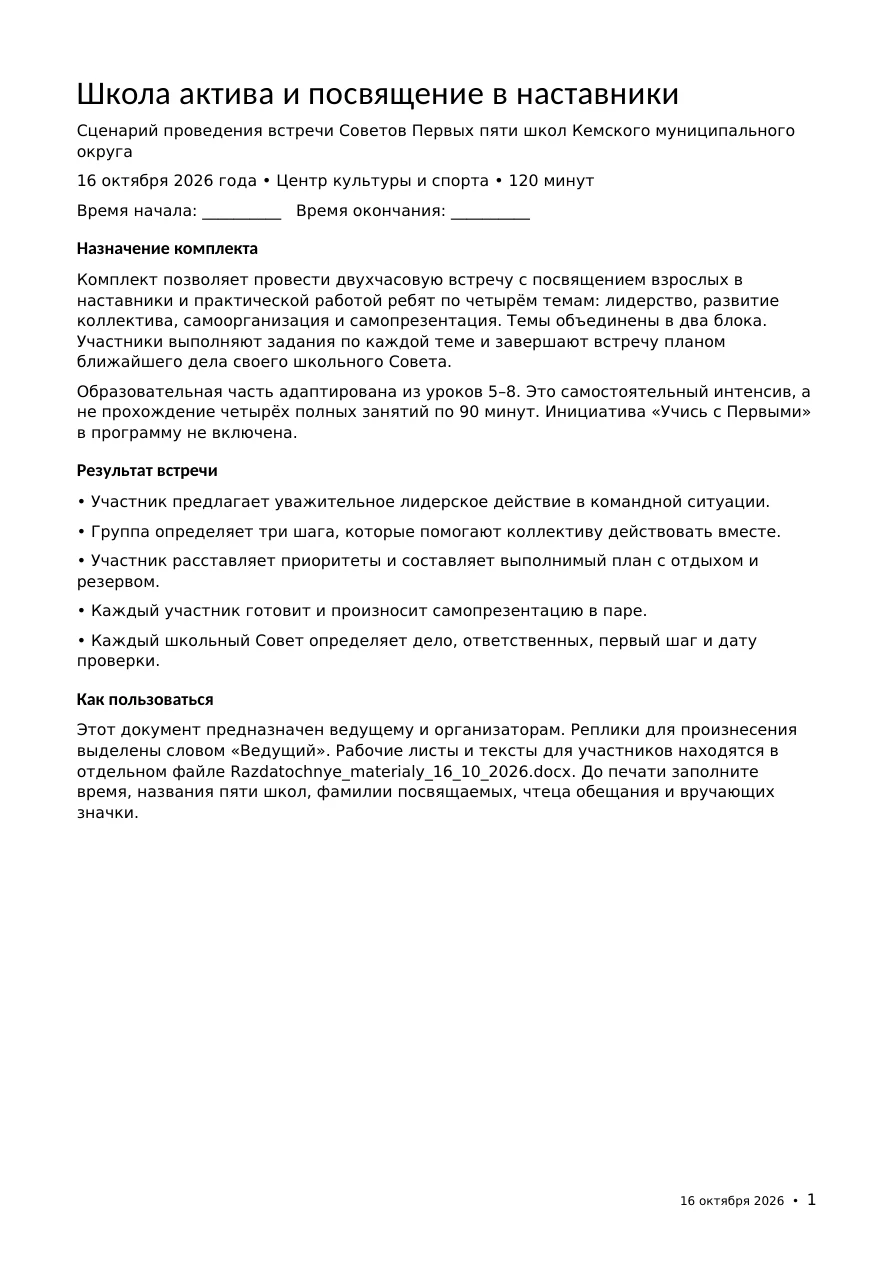 Школа актива и посвящение в наставники
Сценарий проведения встречи Советов Первых пяти школ Кемского муниципального
округа
16 октября 2026 года • Центр культуры и спорта • 120 минут
Время начала: __________   Время окончания: __________
Назначение комплекта
Комплект позволяет провести двухчасовую встречу с посвящением взрослых в
наставники и практической работой ребят по четырём темам: лидерство, развитие
коллектива, самоорганизация и самопрезентация. Темы объединены в два блока.
Участники выполняют задания по каждой теме и завершают встречу планом
ближайшего дела своего школьного Совета.
Образовательная часть адаптирована из уроков 5–8. Это самостоятельный интенсив, а
не прохождение четырёх полных занятий по 90 минут. Инициатива «Учись с Первыми»
в программу не включена.
Результат встречи
• Участник предлагает уважительное лидерское действие в командной ситуации.
• Группа определяет три шага, которые помогают коллективу действовать вместе.
• Участник расставляет приоритеты и составляет выполнимый план с отдыхом и
резервом.
• Каждый участник готовит и произносит самопрезентацию в паре.
• Каждый школьный Совет определяет дело, ответственных, первый шаг и дату
проверки.
Как пользоваться
Этот документ предназначен ведущему и организаторам. Реплики для произнесения
выделены словом «Ведущий». Рабочие листы и тексты для участников находятся в
отдельном файле Razdatochnye_materialy_16_10_2026.docx. До печати заполните
время, названия пяти школ, фамилии посвящаемых, чтеца обещания и вручающих
значки.
16 октября 2026 • 1